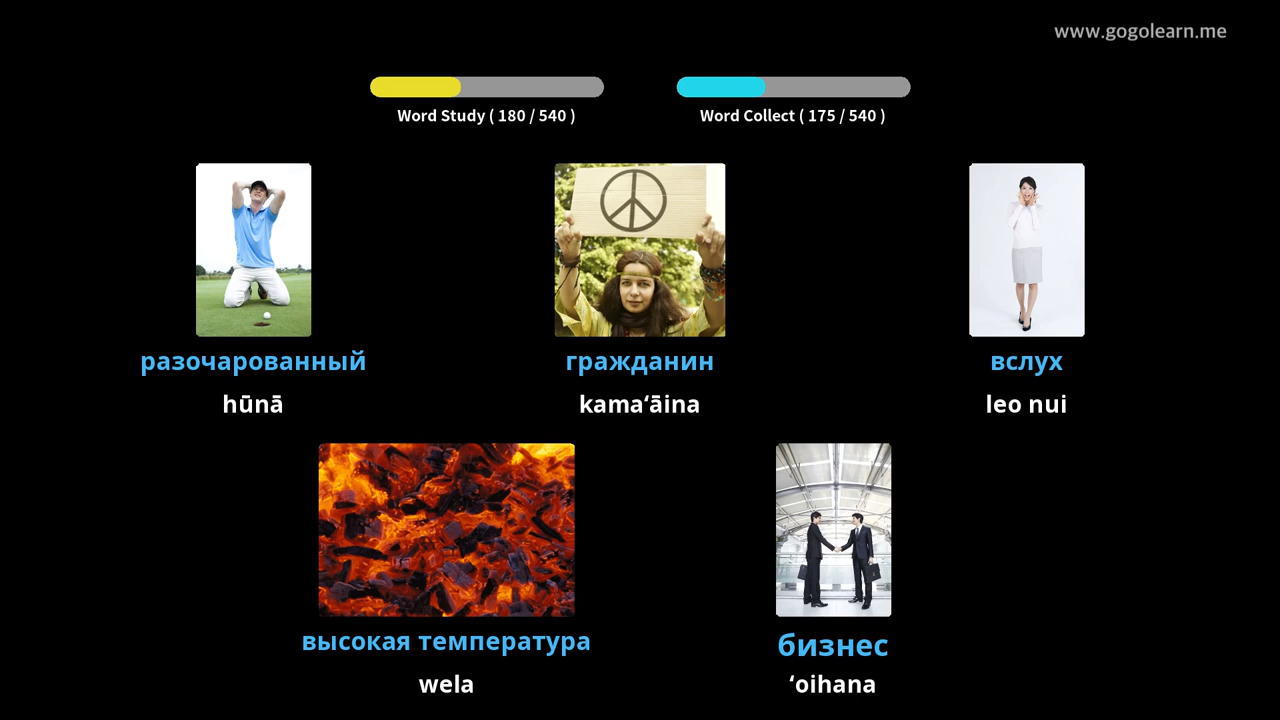 www.gogolearn.me
Word Study ( 180 / 540 )
Word Collect ( 175 / 540 )
разочарованный
гражданин
вслух
hūnā
kamaʻāina
leo nui
высокая температура
бизнес
wela
ʻoihana